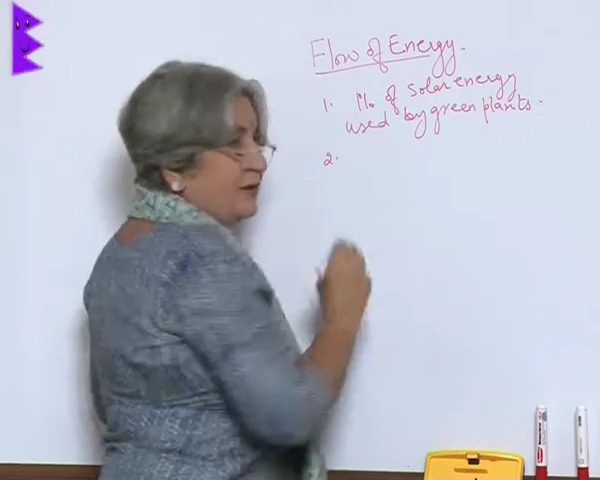 Flow of Energy.
1. 1% of solar energy
used by green plants.
2.